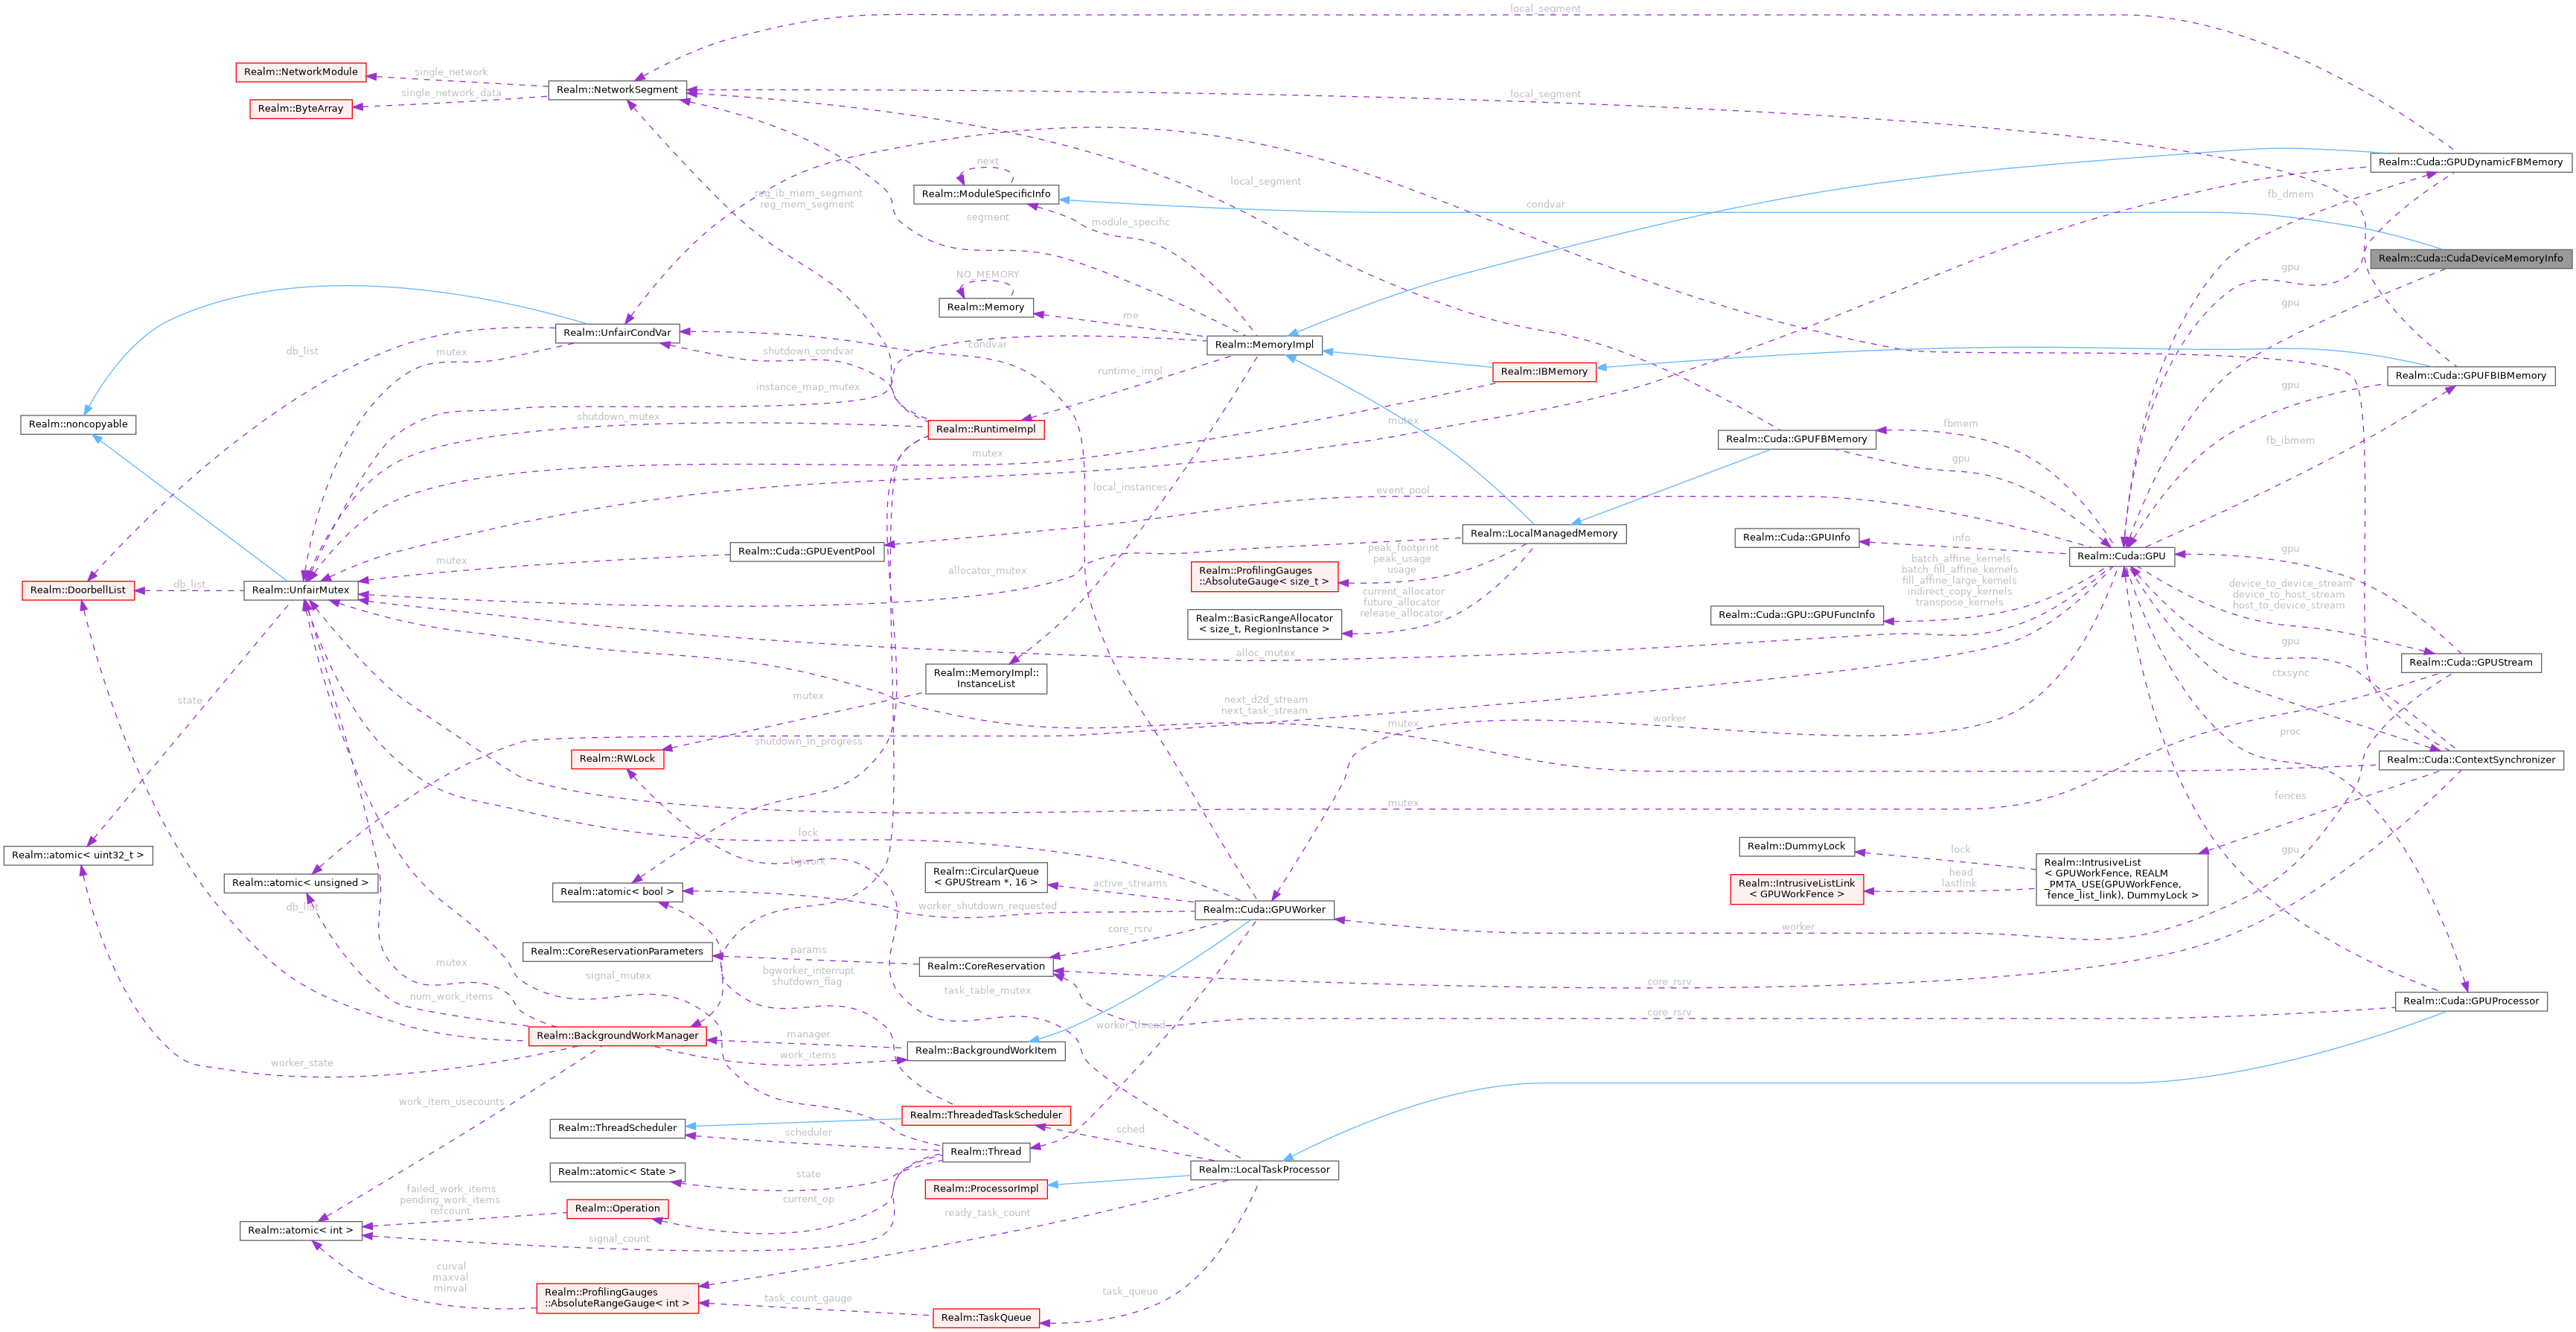 local_segment
Realm::NetworkModule
single_network
Realm::NetworkSegment
single_network_data
Realm::ByteArray
local_segment
Realm::Cuda::GPUDynamicFBMemory
next
Realm::ModuleSpecificInfo
reg_ib_mem_segment
reg_mem_segment
local_segment
fb_dmem
condvar
segment
module_specific
Realm::Cuda::CudaDeviceMemoryInfo
gpu
NO_MEMORY
Realm::Memory
gpu
me
Realm::UnfairCondVar
Realm::MemoryImpl
condvar
db_list
mutex
shutdown_condvar
runtime_impl
Realm::IBMemory
Realm::Cuda::GPUFBIBMemory
instance_map_mutex
gpu
shutdown_mutex
Realm::noncopyable
Realm::RuntimeImpl
mutex
fbmem
Realm::Cuda::GPUFBMemory
fb_ibmem
mutex
gpu
local_instances
event_pool
Realm::LocalManagedMemory
Realm::Cuda::GPUInfo
info
Realm::Cuda::GPUEventPool
peak_footprint
peak_usage
usage
gpu
Realm::Cuda::GPU
mutex
allocator_mutex
Realm::ProfilingGauges
::AbsoluteGauge< size_t >
batch_affine_kernels
batch_fill_affine_kernels
fill_affine_large_kernels
indirect_copy_kernels
transpose_kernels
Realm::DoorbellList
db_list
Realm::UnfairMutex
current_allocator
future_allocator
release_allocator
device_to_device_stream
device_to_host_stream
host_to_device_stream
Realm::BasicRangeAllocator
< size_t, RegionInstance >
Realm::Cuda::GPU::GPUFuncInfo
alloc_mutex
gpu
Realm::Cuda::GPUStream
Realm::MemoryImpl::
InstanceList
ctxsync
state
mutex
next_d2d_stream
next_task_stream
worker
mutex
proc
shutdown_in_progress
Realm::RWLock
Realm::Cuda::ContextSynchronizer
mutex
fences
lock
Realm::DummyLock
lock
gpu
Realm::atomic< uint32_t >
bgwork
Realm::IntrusiveList
< GPUWorkFence, REALM
_PMTA_USE(GPUWorkFence,
fence_list_link), DummyLock >
head
lastlink
Realm::IntrusiveListLink
< GPUWorkFence >
Realm::CircularQueue
< GPUStream *, 16 >
active_streams
Realm::atomic< unsigned >
Realm::atomic< bool >
db_list
worker_shutdown_requested
Realm::Cuda::GPUWorker
core_rsrv
worker
Realm::CoreReservationParameters
params
mutex
Realm::CoreReservation
signal_mutex
bgworker_interrupt
shutdown_flag
core_rsrv
num_work_items
task_table_mutex
Realm::Cuda::GPUProcessor
core_rsrv
worker_thread
Realm::BackgroundWorkManager
manager
Realm::BackgroundWorkItem
work_items
worker_state
work_item_usecounts
Realm::ThreadedTaskScheduler
Realm::ThreadScheduler
scheduler
sched
Realm::Thread
Realm::atomic< State >
state
Realm::LocalTaskProcessor
Realm::ProcessorImpl
failed_work_items
pending_work_items
refcount
current_op
Realm::Operation
ready_task_count
Realm::atomic< int >
signal_count
curval
maxval
minval
Realm::ProfilingGauges
::AbsoluteRangeGauge< int >
task_count_gauge
task_queue
Realm::TaskQueue